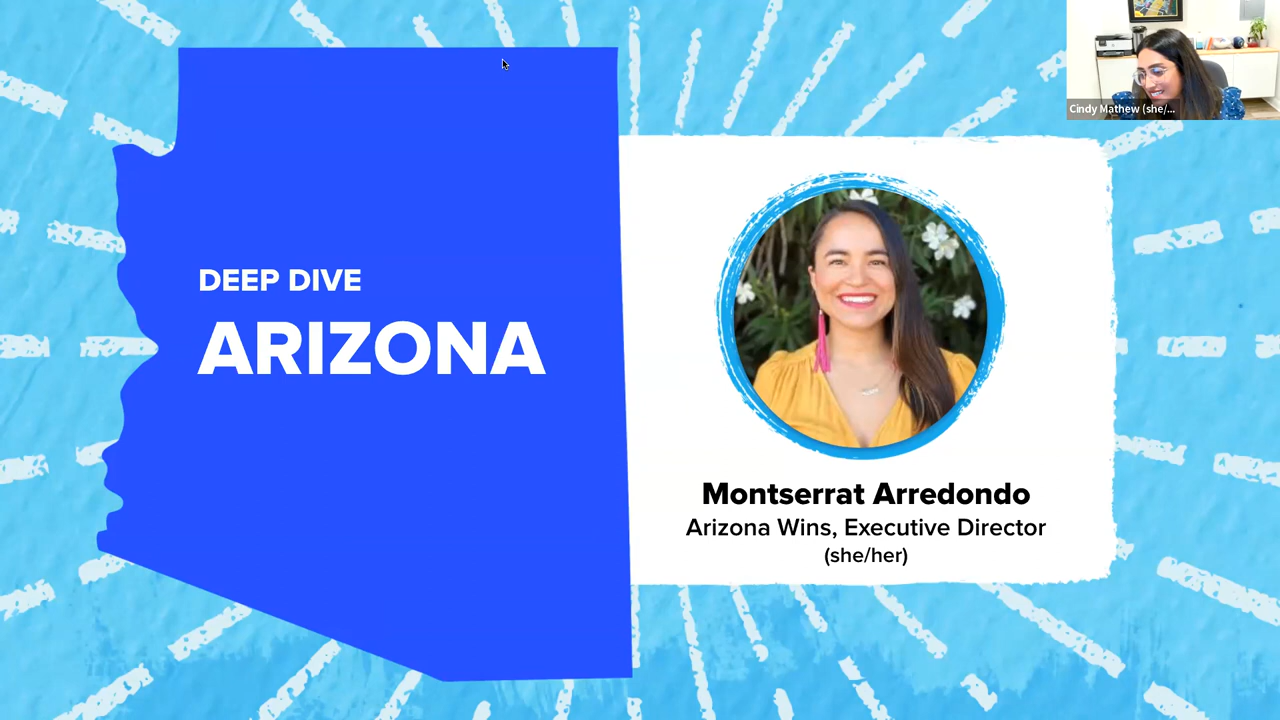 DEEP DIVE
ARIZONA
Montserrat Arredondo
Arizona Wins, Executive Director
(she/her)
Cindy Mathew (she/...